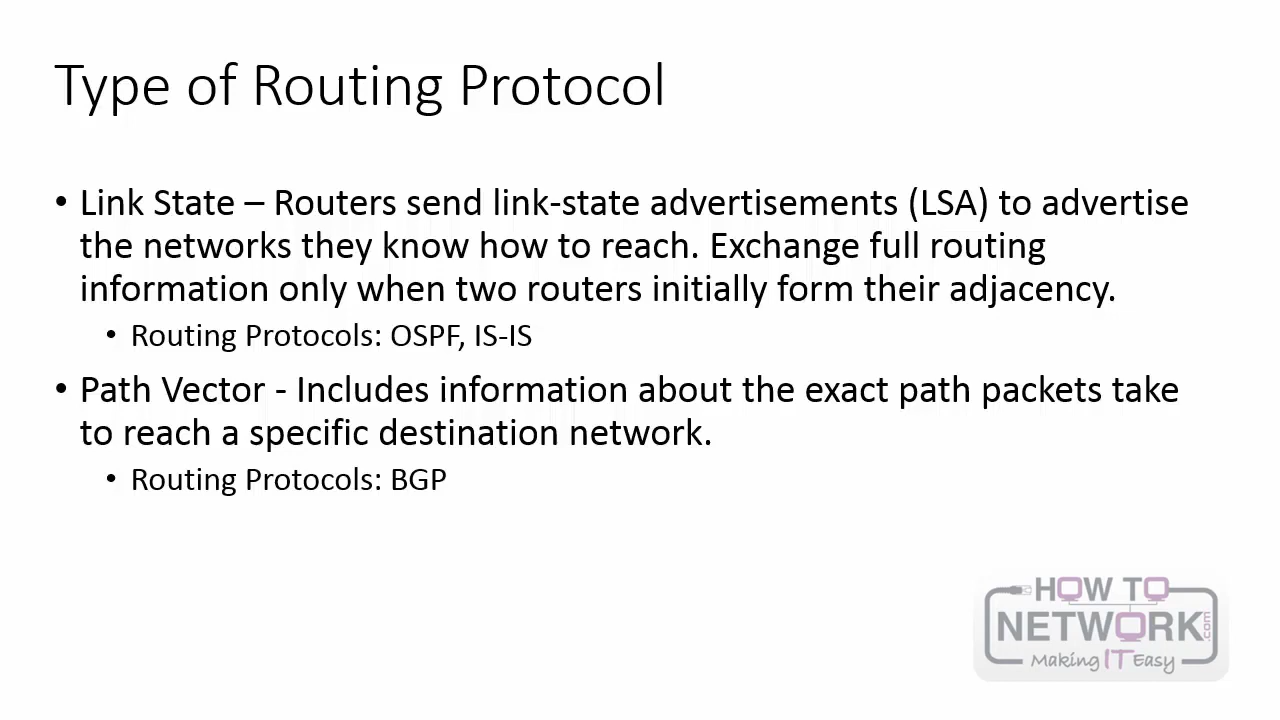 Type of Routing Protocol
• Link State – Routers send link-state advertisements (LSA) to advertise
the networks they know how to reach. Exchange full routing
information only when two routers initially form their adjacency.
• Routing Protocols: OSPF, IS-IS
• Path Vector - Includes information about the exact path packets take
to reach a specific destination network.
• Routing Protocols: BGP
HOW TO
NETWORK.com
Making IT Easy